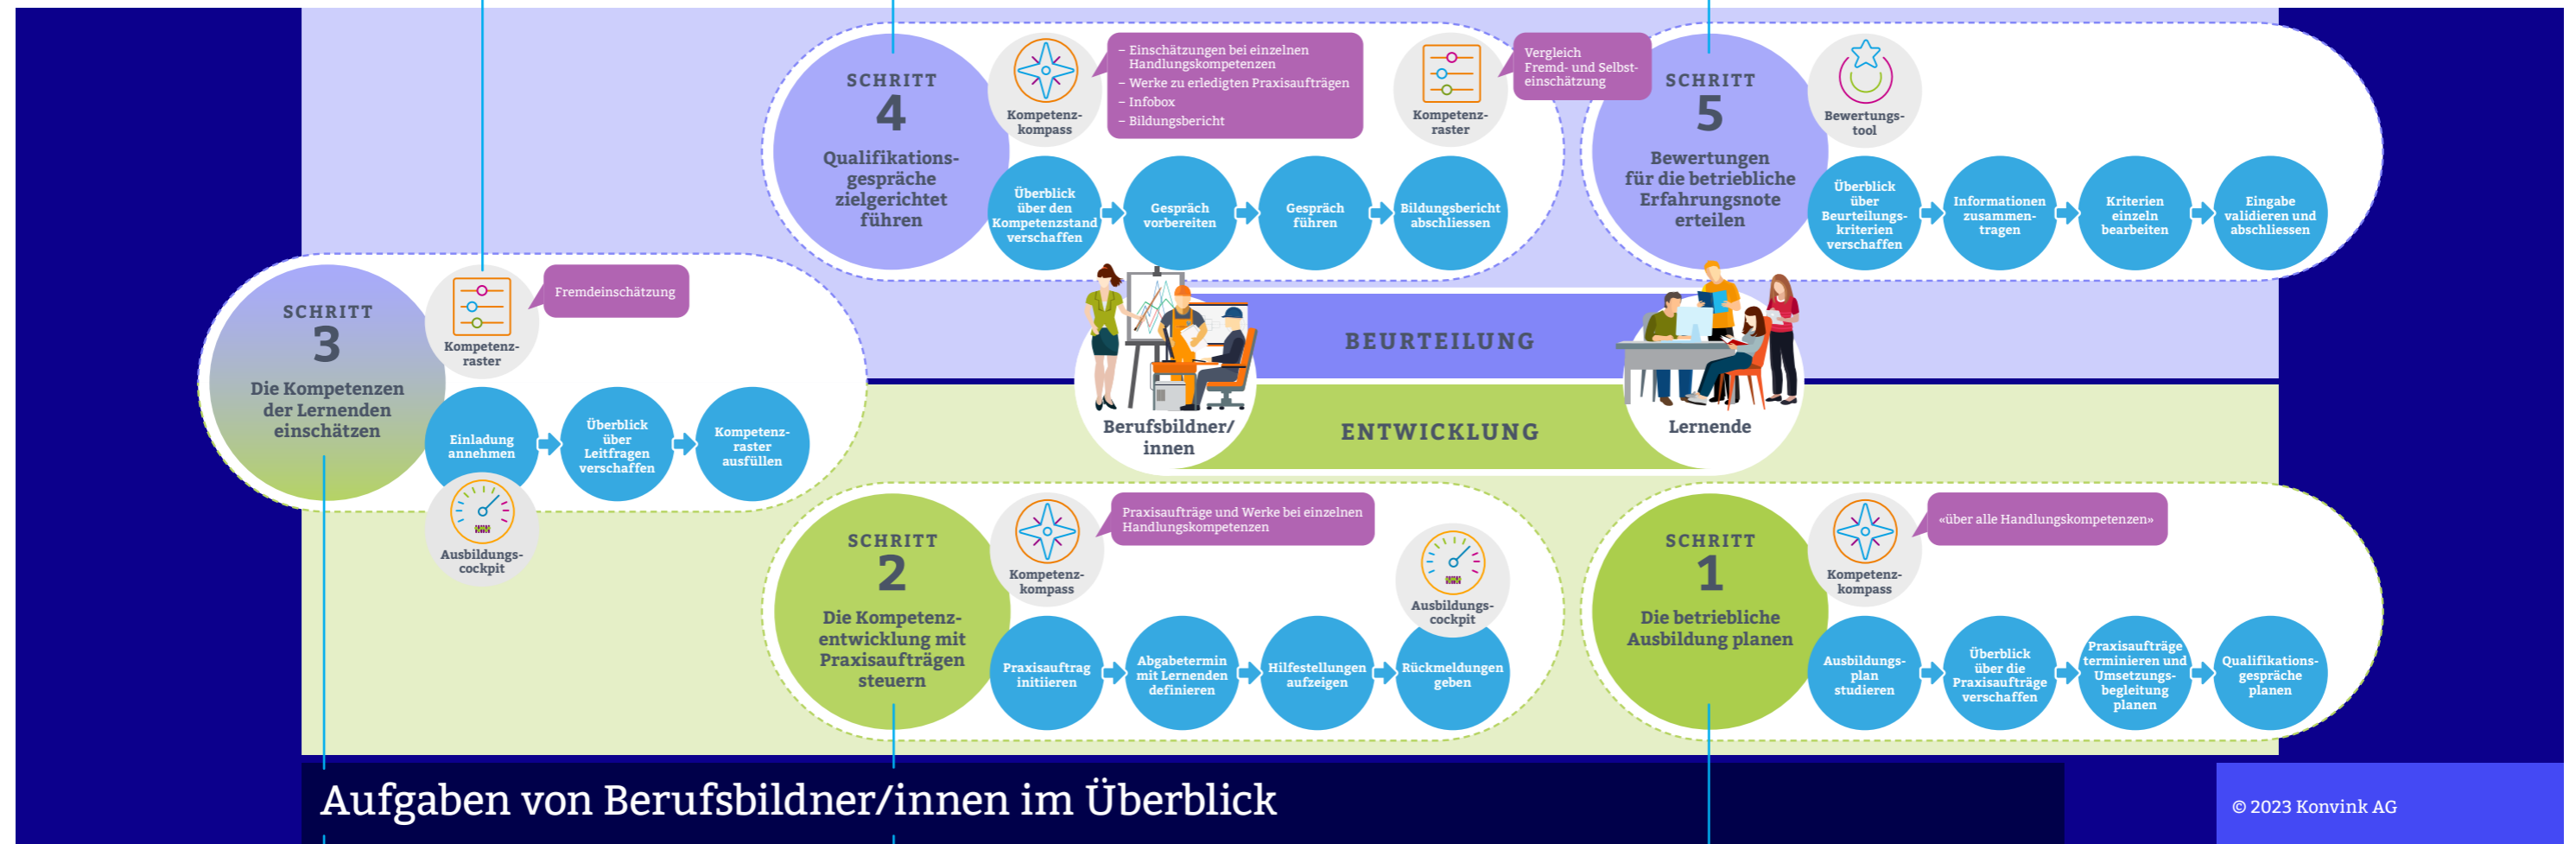 SCHRITT
4
Qualifikations-
gespräche
zielgerichtet
führen
Kompetenz-
kompass
– Einschätzungen bei einzelnen
Handlungskompetenzen
– Werke zu erledigten Praxisaufträgen
– Infobox
– Bildungsbericht
Kompetenz-
raster
Vergleich
Fremd- und Selbst-
einschätzung
Überblick
über den
Kompetenzstand
verschaffen
Gespräch
vorbereiten
Gespräch
führen
Bildungsbericht
abschliessen
SCHRITT
5
Bewertungen
für die betriebliche
Erfahrungsnote
erteilen
Bewertungs-
tool
Überblick
über
Beurteilungs-
kriterien
verschaffen
Informationen
zusammen-
tragen
Kriterien
einzeln
bearbeiten
Eingabe
validieren und
abschliessen
SCHRITT
3
Die Kompetenzen
der Lernenden
einschätzen
Kompetenz-
raster
Fremdeinschätzung
Einladung
annehmen
Überblick
über
Leitfragen
verschaffen
Kompetenz-
raster
ausfüllen
Ausbildungs-
cockpit
BEURTEILUNG
ENTWICKLUNG
Berufsbildner/
innen
Lernende
SCHRITT
2
Die Kompetenz-
entwicklung mit
Praxisaufträgen
steuern
Kompetenz-
kompass
Praxisaufträge und Werke bei einzelnen
Handlungskompetenzen
Ausbildungs-
cockpit
Praxisauftrag
initiieren
Abgabetermin
mit Lernenden
definieren
Hilfestellungen
aufzeigen
Rückmeldungen
geben
SCHRITT
1
Die betriebliche
Ausbildung planen
Kompetenz-
kompass
«über alle Handlungskompetenzen»
Ausbildungs-
plan
studieren
Überblick
über die
Praxisaufträge
verschaffen
Praxisaufträge
terminieren und
Umsetzungs-
begleitung
planen
Qualifikations-
gespräche
planen
Aufgaben von Berufsbildner/innen im Überblick
© 2023 Konvink AG